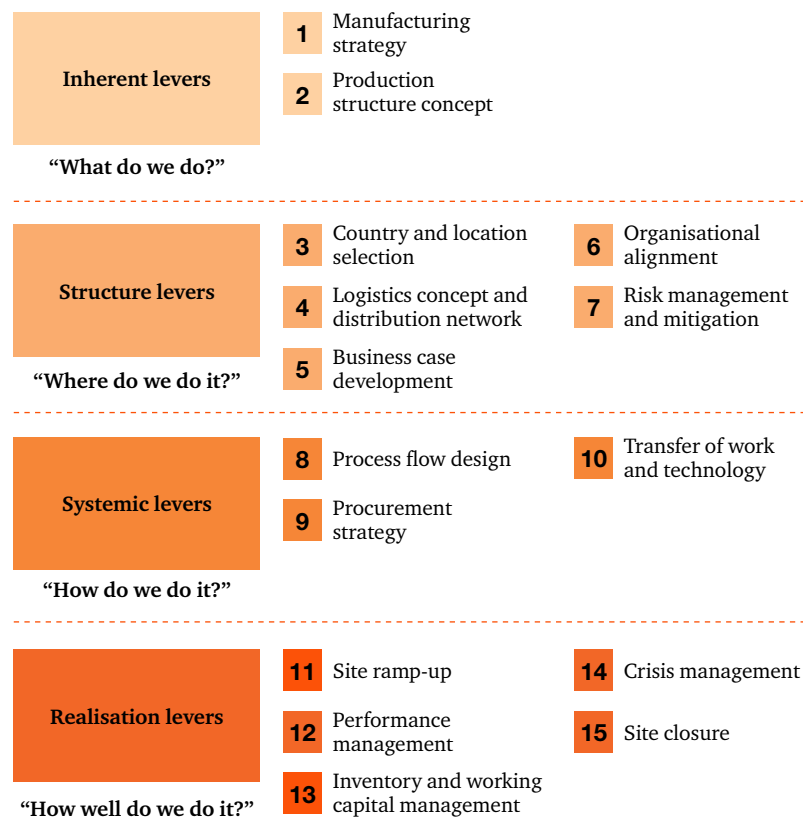 Inherent levers
“What do we do?”
1 Manufacturing
strategy
2 Production
structure concept
Structure levers
“Where do we do it?”
3 Country and location
selection
4 Logistics concept and
distribution network
5 Business case
development
6 Organisational
alignment
7 Risk management
and mitigation
Systemic levers
“How do we do it?”
8 Process flow design
9 Procurement
strategy
10 Transfer of work
and technology
Realisation levers
“How well do we do it?”
11 Site ramp-up
12 Performance
management
13 Inventory and working
capital management
14 Crisis management
15 Site closure